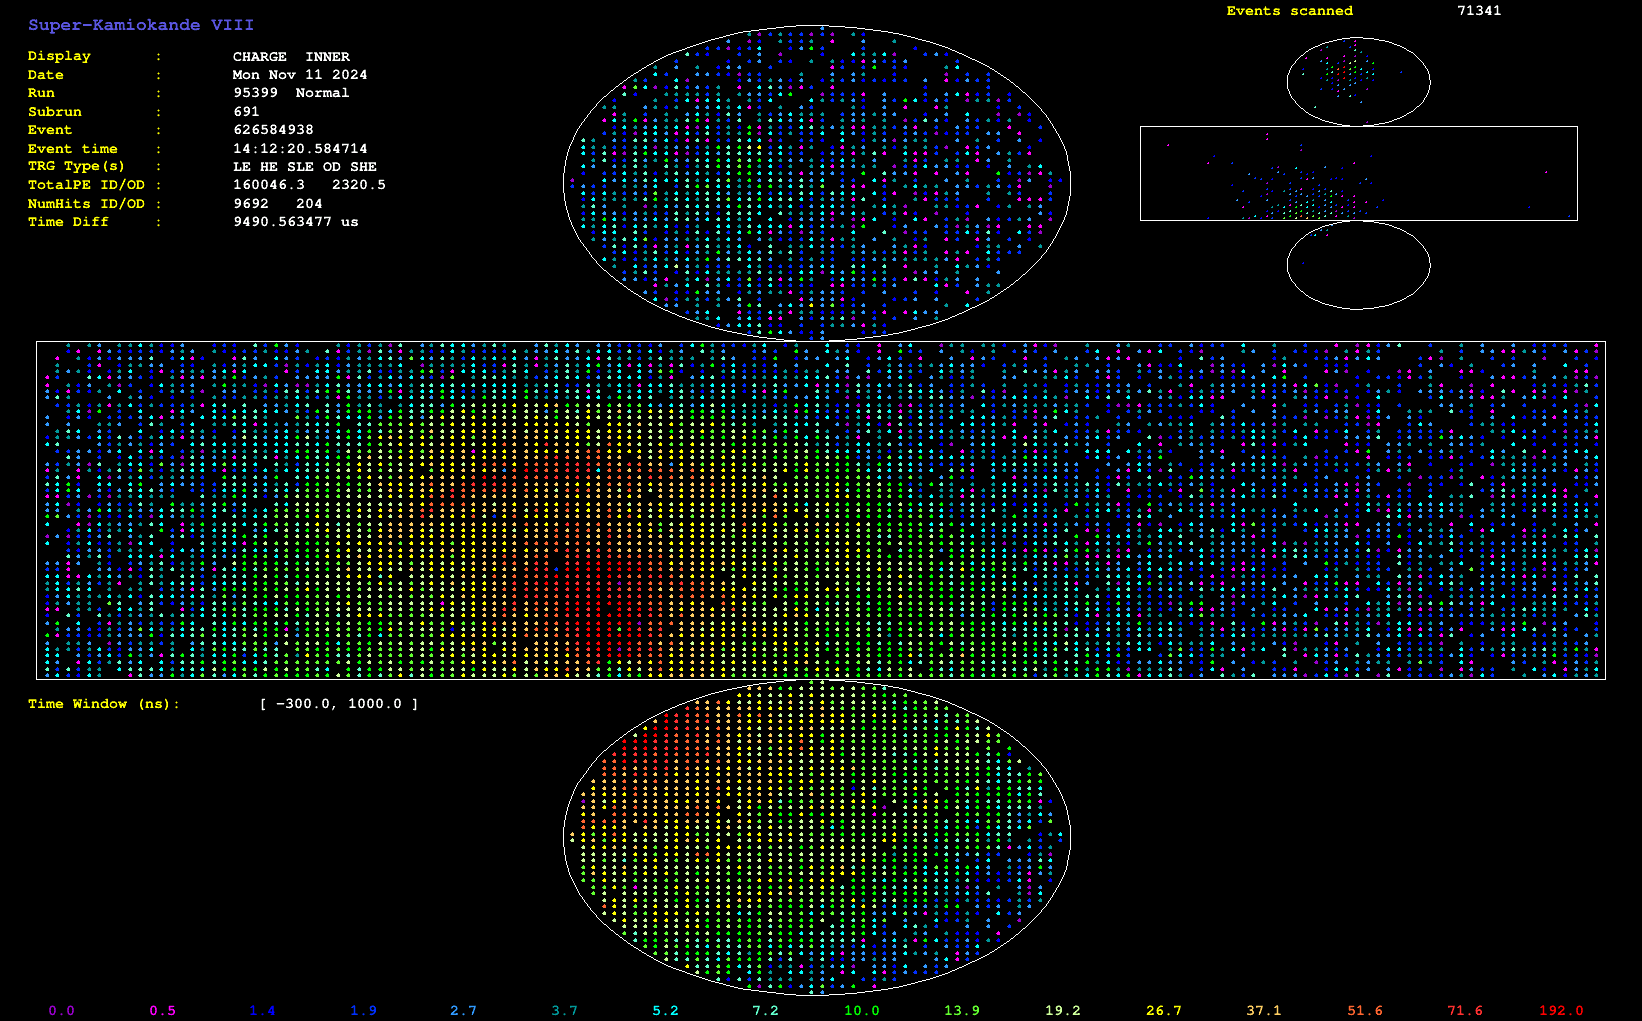 Super-Kamiokande VIII
Events scanned 71341
Display : CHARGE INNER
Date : Mon Nov 11 2024
Run : 95399 Normal
Subrun : 691
Event : 626584938
Event time : 14:12:20.584714
TRG Type(s) : LE HE SLE OD SHE
TotalPE ID/OD : 160046.3 2320.5
NumHits ID/OD : 9692 204
Time Diff : 9490.563477 us
Time Window (ns): [ -300.0, 1000.0 ]
0.0 0.5 1.4 1.9 2.7 3.7 5.2 7.2 10.0 13.9 19.2 26.7 37.1 51.6 71.6 192.0